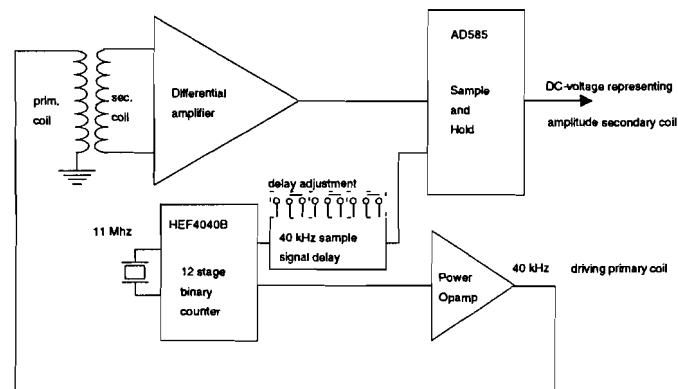 AD585
Differential
amplifier
Sample
and
Hold
DC-voltage representing
amplitude secondary coil
prim.
coil
sec.
coil
delay adjustment
11 Mhz
HEF4040B
12 stage
binary
counter
40 kHz sample
signal delay
Power
Opamp
40 kHz
driving primary coil